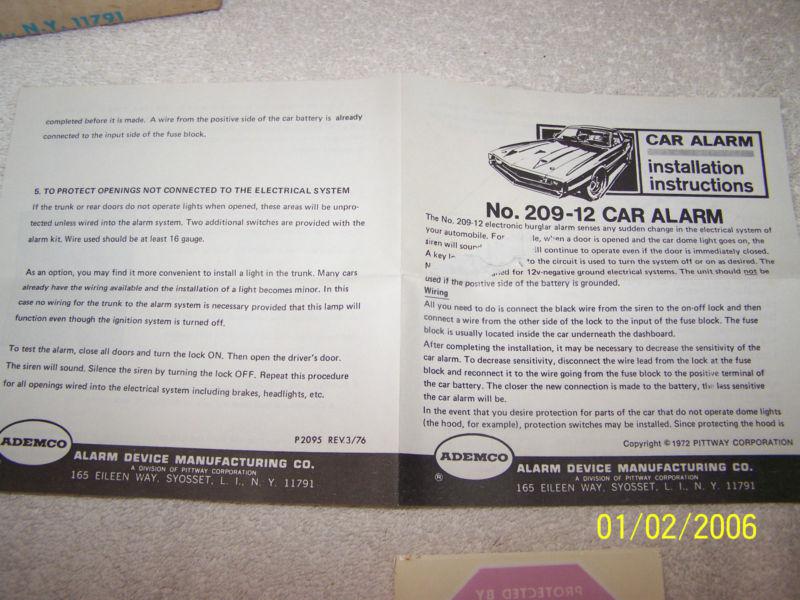 N.Y. 11791
completed before it is made. A wire from the positive side of the car battery is already
connected to the input side of the fuse block.
5. TO PROTECT OPENINGS NOT CONNECTED TO THE ELECTRICAL SYSTEM
If the trunk or rear doors do not operate lights when opened, these areas will be unpro-
tected unless wired into the alarm system. Two additional switches are provided with the
alarm kit. Wire used should be at least 16 gauge.
As an option, you may find it more convenient to install a light in the trunk. Many cars
already have the wiring available and the installation of a light becomes minor. In this
case no wiring for the trunk to the alarm system is necessary provided that this lamp will
function even though the ignition system is turned off.
To test the alarm, close all doors and turn the lock ON. Then open the driver's door.
The siren will sound. Silence the siren by turning the lock OFF. Repeat this procedure
for all openings wired into the electrical system including brakes, headlights, etc.
P2095 REV.3/76
ADEMCO
ALARM DEVICE MANUFACTURING CO.
A DIVISION OF PITTWAY CORPORATION
165 EILEEN WAY, SYOSSET, L. I., N. Y. 11791
CAR ALARM
installation
instructions
No. 209-12 CAR ALARM
The No. 209-12 electronic burglar alarm senses any sudden change in the electrical system of
your automobile. For le, when a door is opened and the car dome light goes on, the
siren will sound ill continue to operate even if the door is immediately closed.
A key to the circuit is used to turn the system off or on as desired. The
N ned for 12v-negative ground electrical systems. The unit should not be
used if the positive side of the battery is grounded.
Wiring
All you need to do is connect the black wire from the siren to the on-off lock and then
connect a wire from the other side of the lock to the input of the fuse block. The fuse
block is usually located inside the car underneath the dashboard.
After completing the installation, it may be necessary to decrease the sensitivity of the
car alarm. To decrease sensitivity, disconnect the wire lead from the lock at the fuse
block and reconnect it to the wire going from the fuse block to the positive terminal of
the car battery. The closer the new connection is made to the battery, the less sensitive
the car alarm will be.
In the event that you desire protection for parts of the car that do not operate dome lights
(the hood, for example), protection switches may be installed. Since protecting the hood is
Copyright © 1972 PITTWAY CORPORATION
ADEMCO
®
ALARM DEVICE MANUFACTURING CO.
A DIVISION OF PITTWAY CORPORATION
165 EILEEN WAY, SYOSSET, L. I., N. Y. 11791
01/02/2006
PROTECTED BY